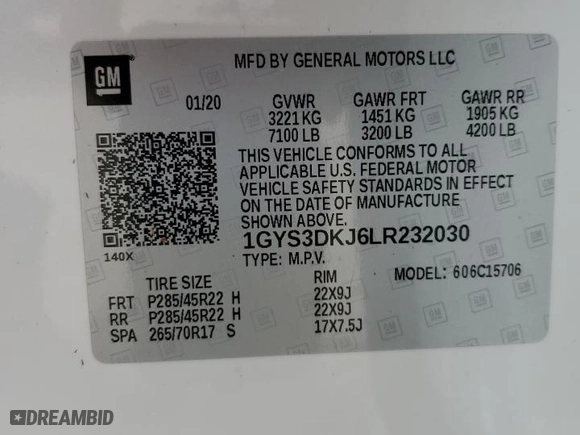 GM
MFD BY GENERAL MOTORS LLC
01/20 GVWR GAWR FRT GAWR RR
3221 KG 1451 KG 1905 KG
7100 LB 3200 LB 4200 LB
THIS VEHICLE CONFORMS TO ALL
APPLICABLE U.S. FEDERAL MOTOR
VEHICLE SAFETY STANDARDS IN EFFECT
ON THE DATE OF MANUFACTURE
SHOWN ABOVE.
140X
1GYS3DKJ6LR232030
TYPE: M.P.V. MODEL: 606C15706
TIRE SIZE RIM
FRT P285/45R22 H 22X9J
RR P285/45R22 H 22X9J
SPA 265/70R17 S 17X7.5J
DREAMBID